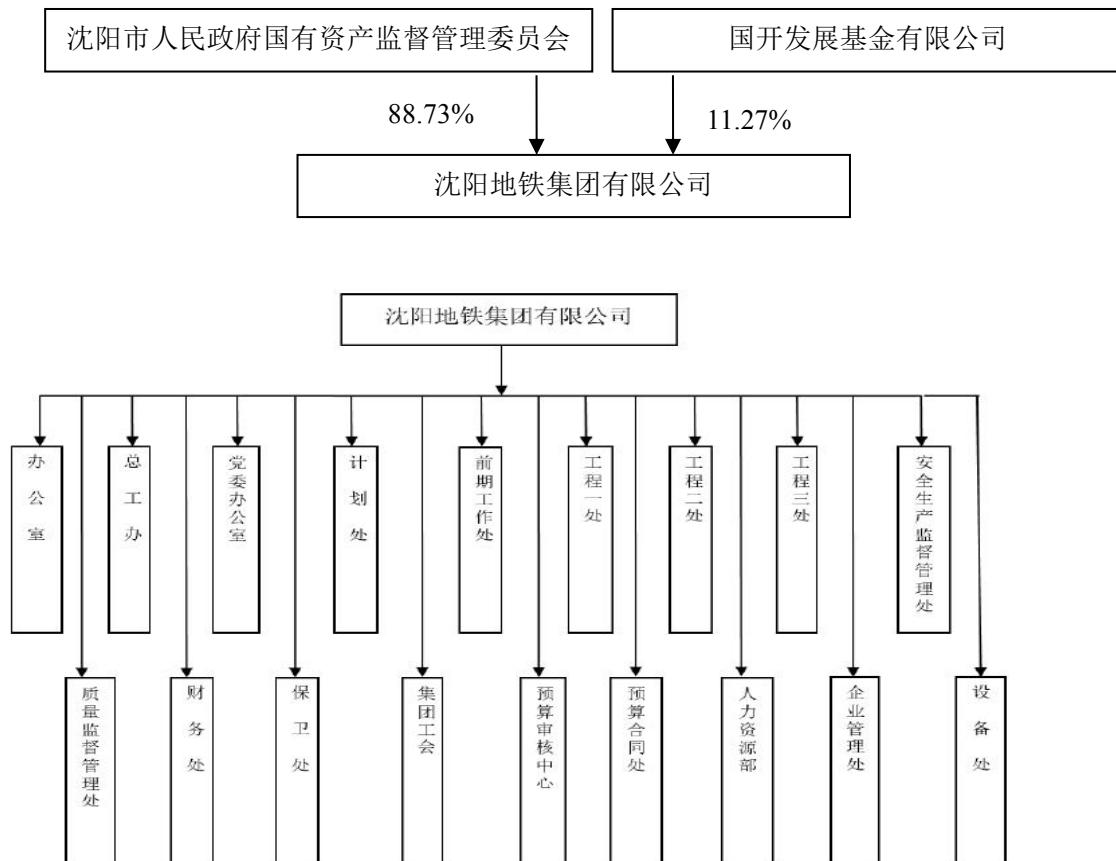 沈阳市人民政府国有资产监督管理委员会
国开发展基金有限公司
88.73%
11.27%
沈阳地铁集团有限公司
沈阳地铁集团有限公司
办公室
总工办
党委办公室
计划处
前期工作处
工程一处
工程二处
工程三处
安全生产监督管理处
质量监督管理处
财务处
保卫处
集团工会
预算审核中心
预算合同处
人力资源部
企业管理处
设备处